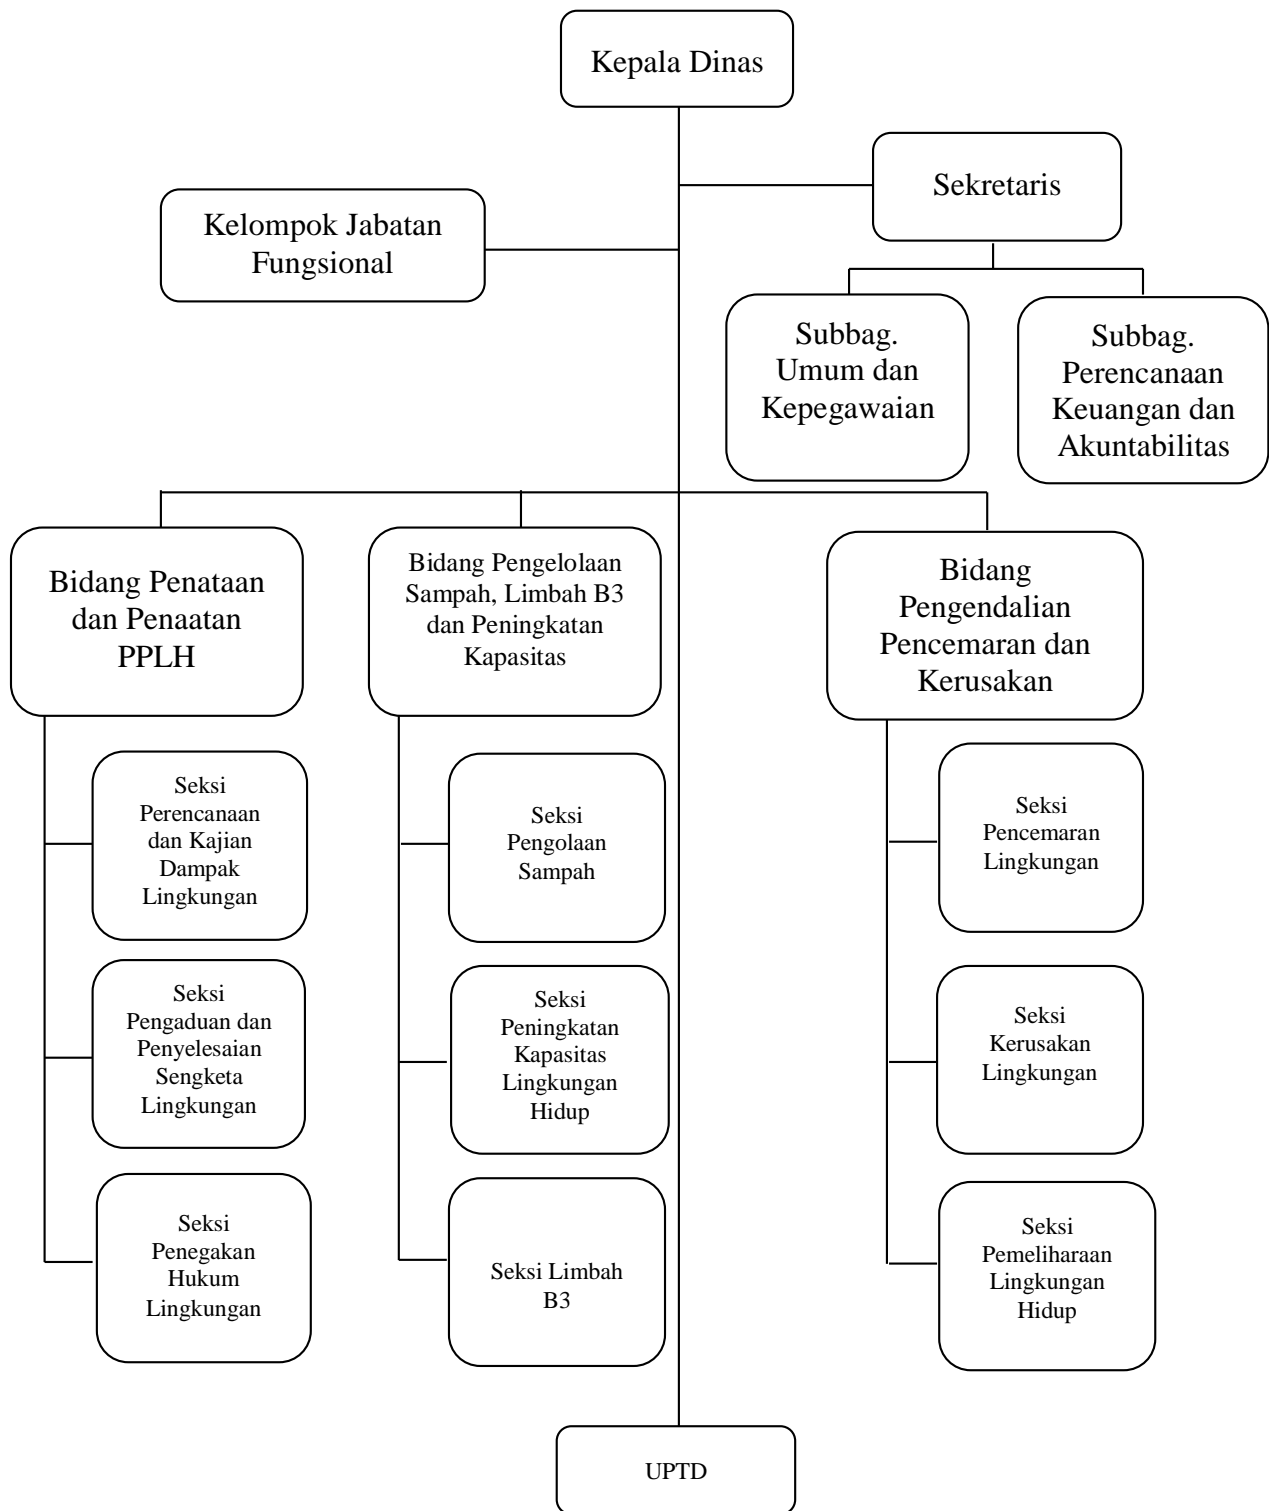 Kepala Dinas
Sekretaris
Kelompok Jabatan
Fungsional
Subbag.
Umum dan
Kepegawaian
Subbag.
Perencanaan
Keuangan dan
Akuntabilitas
Bidang Penataan
dan Penaatan
PPLH
Bidang Pengelolaan
Sampah, Limbah B3
dan Peningkatan
Kapasitas
Bidang
Pengendalian
Pencemaran dan
Kerusakan
Seksi
Perencanaan
dan Kajian
Dampak
Lingkungan
Seksi
Pengolaan
Sampah
Seksi
Pencemaran
Lingkungan
Seksi
Pengaduan dan
Penyelesaian
Sengketa
Lingkungan
Seksi
Peningkatan
Kapasitas
Lingkungan
Hidup
Seksi
Kerusakan
Lingkungan
Seksi
Penegakan
Hukum
Lingkungan
Seksi Limbah
B3
Seksi
Pemeliharaan
Lingkungan
Hidup
UPTD